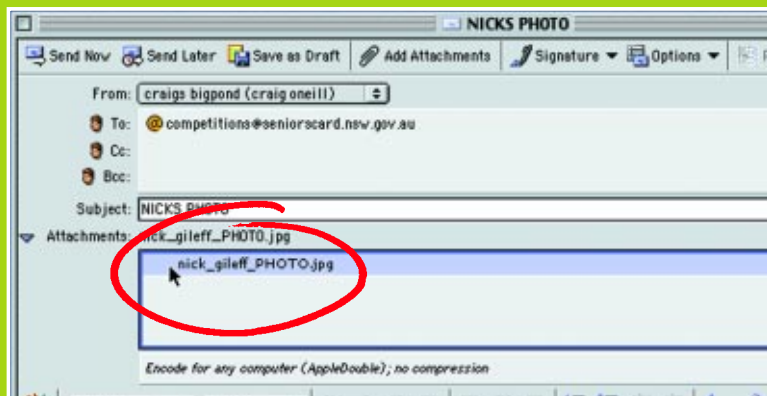 NICKS PHOTO
Send Now Send Later Save as Draft Add Attachments Signature Options
From: craigs bigpond (craig oneill)
To: competitions@seniorscard.nsw.gov.au
Cc:
Bcc:
Subject: NICKS PHOTO
Attachments: nick_gileff_PHOTO.jpg
nick_gileff_PHOTO.jpg
Encode for any computer (AppleDouble); no compression